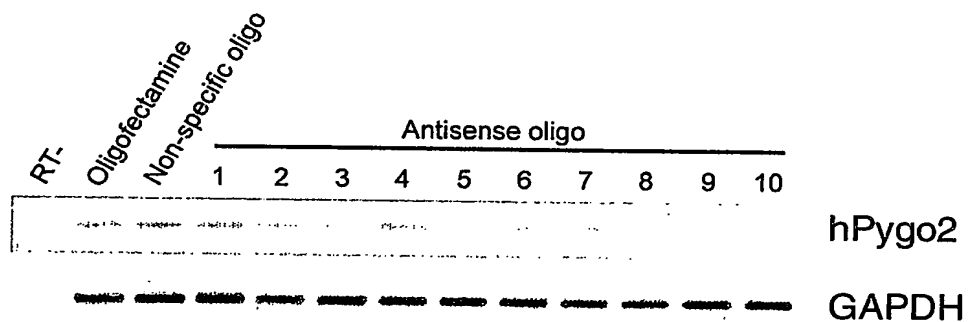 RT-
Oligofectamine
Non-specific oligo
Antisense oligo
1 2 3 4 5 6 7 8 9 10
hPygo2
GAPDH